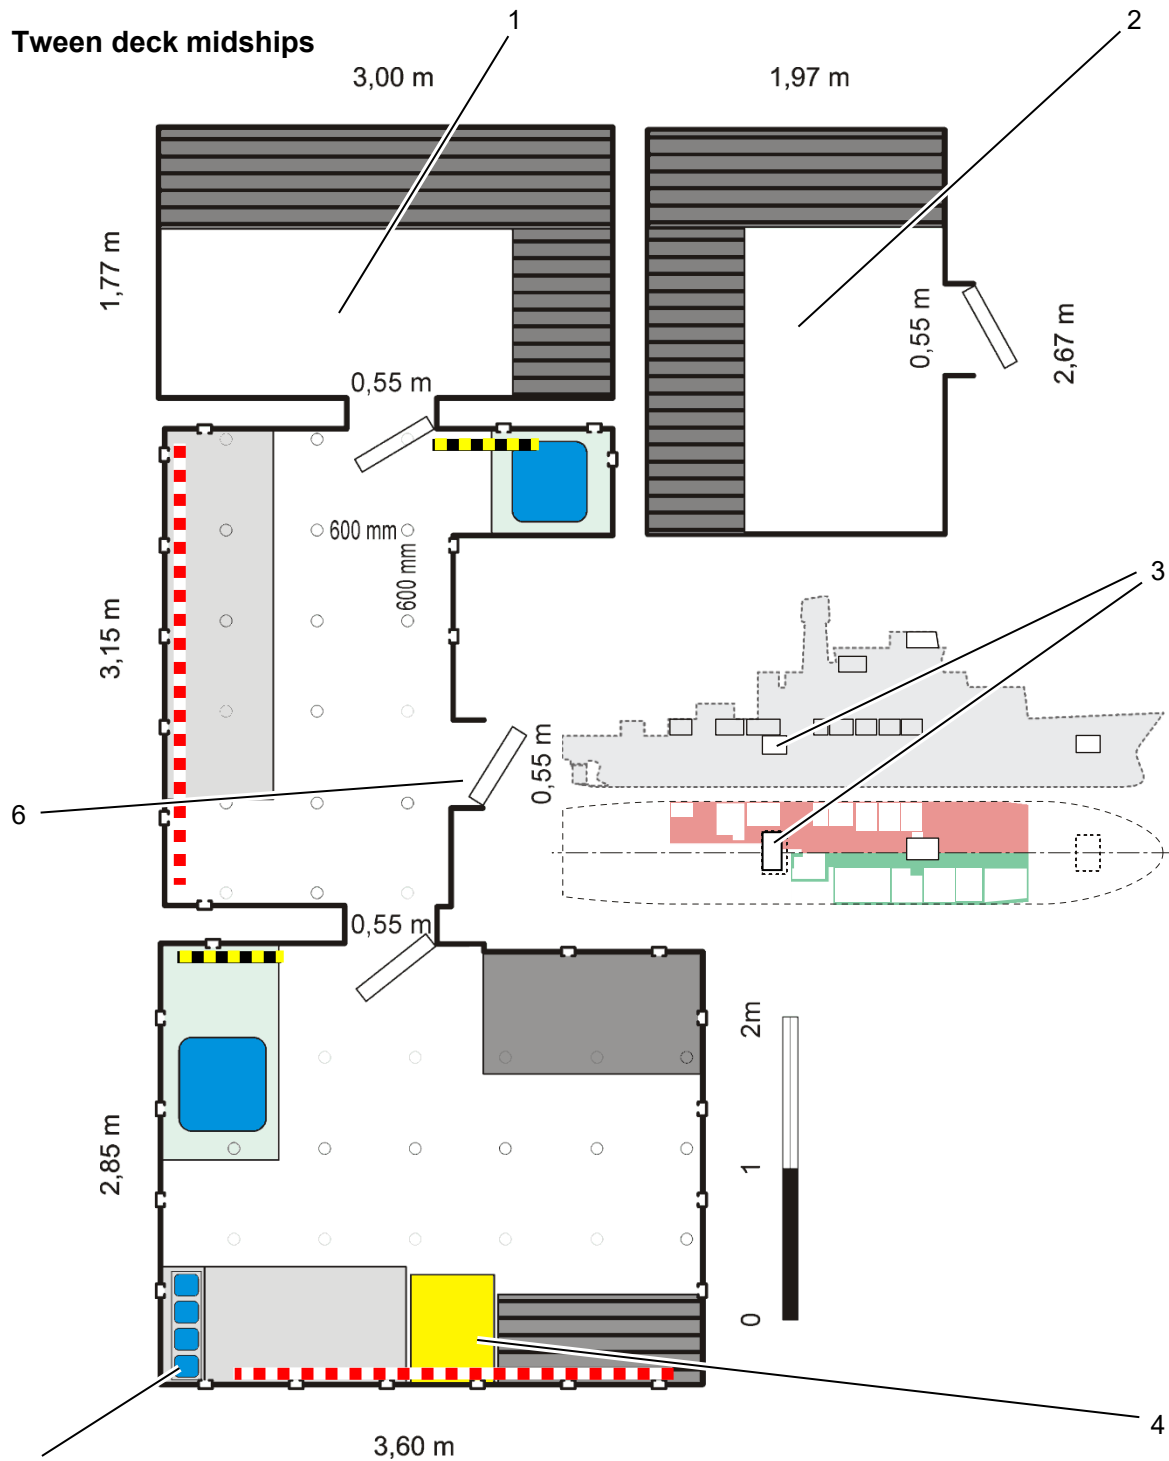 1
2
Tween deck midships
3,00 m
1,97 m
1,77 m
0,55 m
0,55 m
2,67 m
600 mm
600 mm
3
3,15 m
0,55 m
6
0,55 m
2m
1
0
2,85 m
4
3,60 m